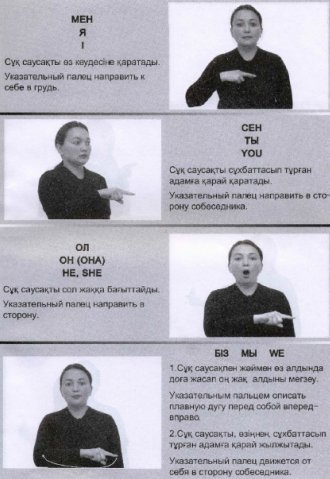 МЕН
Я
I
Сұқ саусақты өз кеудесіне қаратады.
Указательный палец направить к
себе в грудь.
СЕН
ТЫ
YOU
Сұқ саусақты сұхбаттасып тұрған
адамға қарай қаратады.
Указательный палец направить в сто-
рону собеседника.
ОЛ
ОН (ОНА)
HE, SHE
Сұқ саусақты сол жаққа бағыттайды.
Указательный палец направить в
сторону.
БІЗ МЫ WE
1.Сұқ саусақпен жәймен өз алдында
доға жасап оң жақ алдыны мегзеу.
Указательным пальцем описать
плавную дугу перед собой вперед-
вправо.
2.Сұқ саусақты, өзіңнен, сұхбаттасып
тұрған адамға қарай жылжытады.
Указательный палец движется от
себя в сторону собеседника.